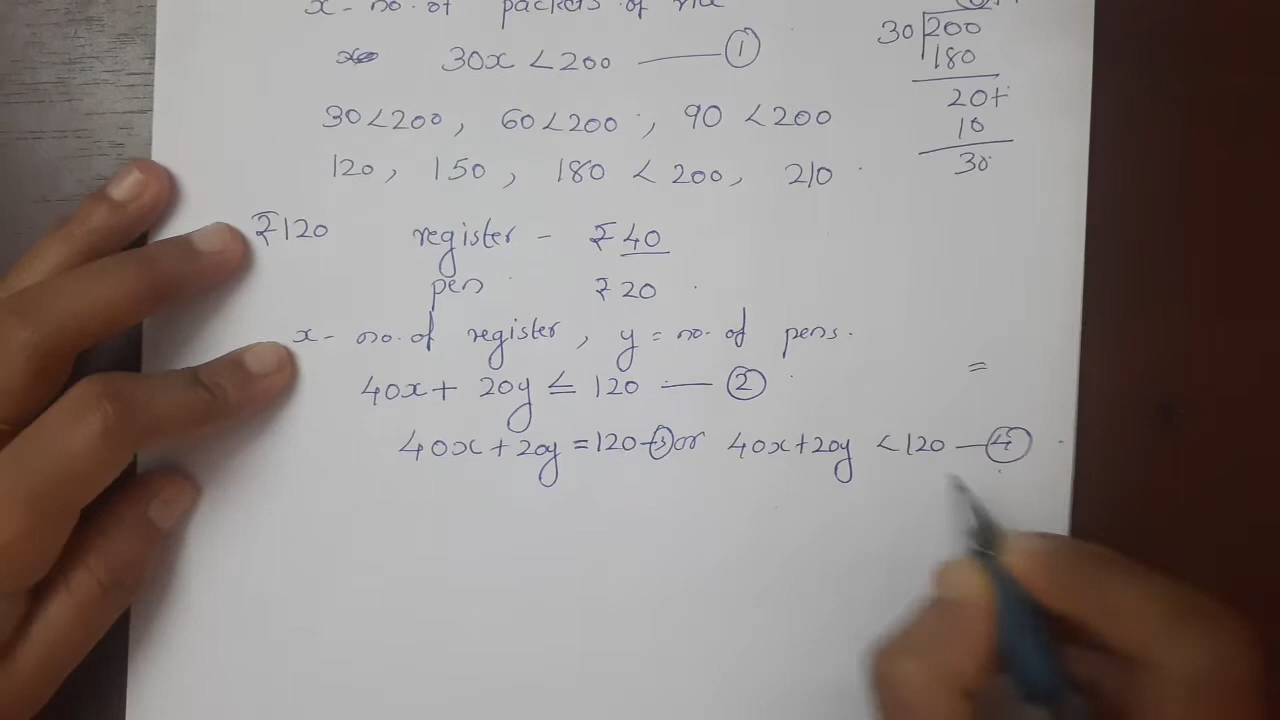 x - no. of packets of rice
30x < 200 —— ①
30 < 200 , 60 < 200 , 90 < 200
120 , 150 , 180 < 200 , 210
30 200
180
20+
10
30
₹120 register - ₹ 40
pen ₹ 20
x - no. of register , y = no. of pens.
40x + 20y ≤ 120 —— ②
=
40x + 20y = 120 - ③ or 40x + 20y < 120 — ④